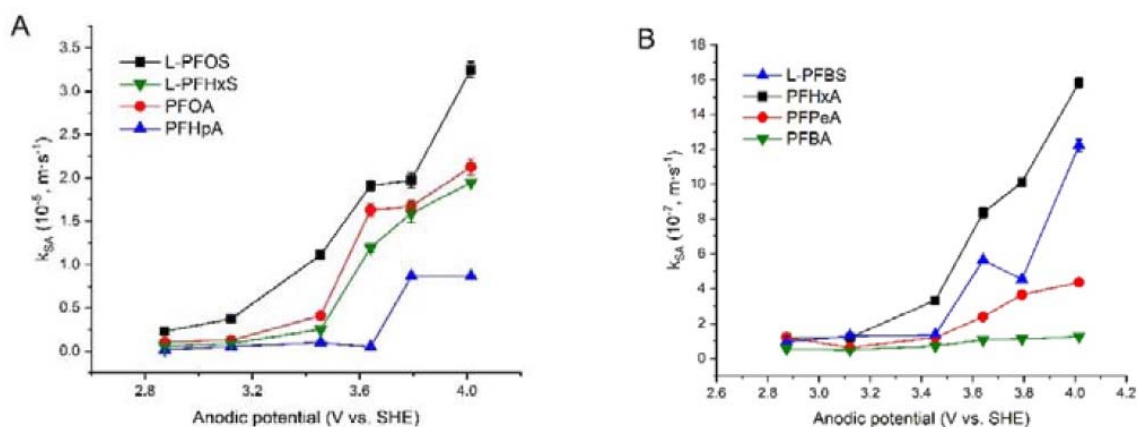 A
L-PFOS
L-PFHxS
PFOA
PFHpA
3.5
3.0
2.5
2.0
1.5
1.0
0.5
0.0
k_SA (10^-5, m·s^-1)
2.8 3.2 3.6 4.0
Anodic potential (V vs. SHE)
B
L-PFBS
PFHxA
PFPeA
PFBA
18
16
14
12
10
8
6
4
2
0
k_SA (10^-7, m·s^-1)
2.6 2.8 3.0 3.2 3.4 3.6 3.8 4.0 4.2
Anodic potential (V vs. SHE)